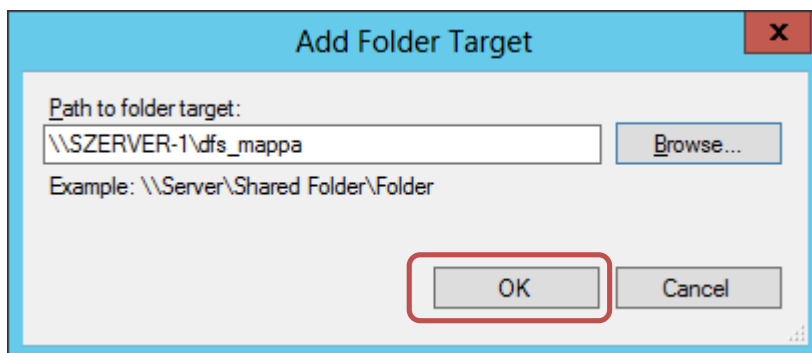 Add Folder Target
x
Path to folder target:
\\SZERVER-1\dfs_mappa
Browse...
Example: \\Server\Shared Folder\Folder
OK
Cancel